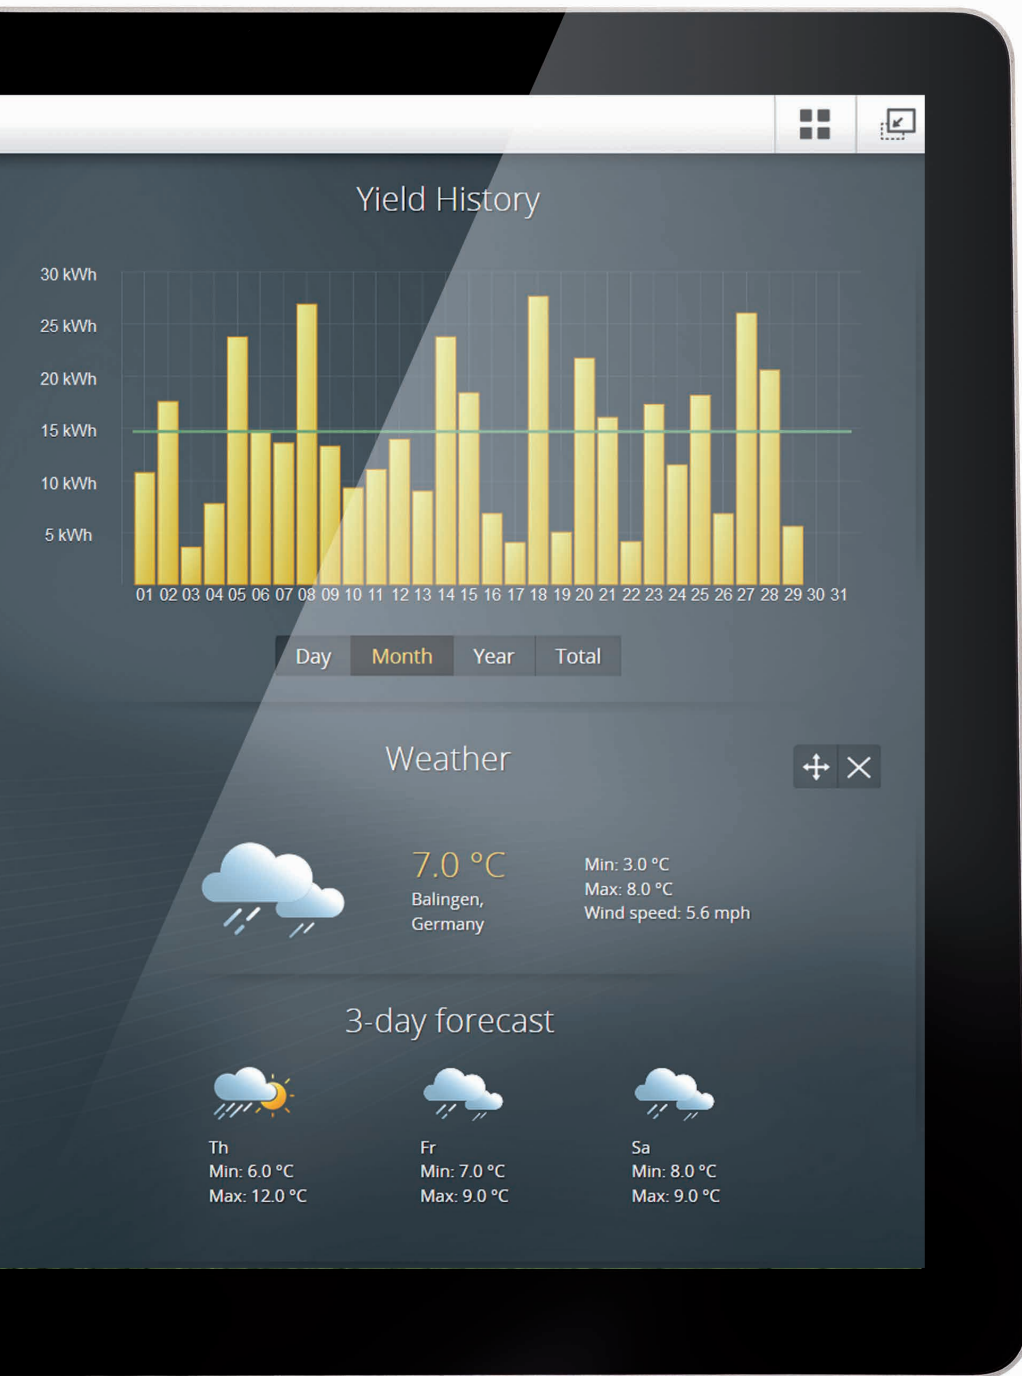 Yield History
30 kWh
25 kWh
20 kWh
15 kWh
10 kWh
5 kWh
01 02 03 04 05 06 07 08 09 10 11 12 13 14 15 16 17 18 19 20 21 22 23 24 25 26 27 28 29 30 31
Day Month Year Total
Weather
7.0 °C
Balingen,
Germany
Min: 3.0 °C
Max: 8.0 °C
Wind speed: 5.6 mph
3-day forecast
Th
Min: 6.0 °C
Max: 12.0 °C
Fr
Min: 7.0 °C
Max: 9.0 °C
Sa
Min: 8.0 °C
Max: 9.0 °C